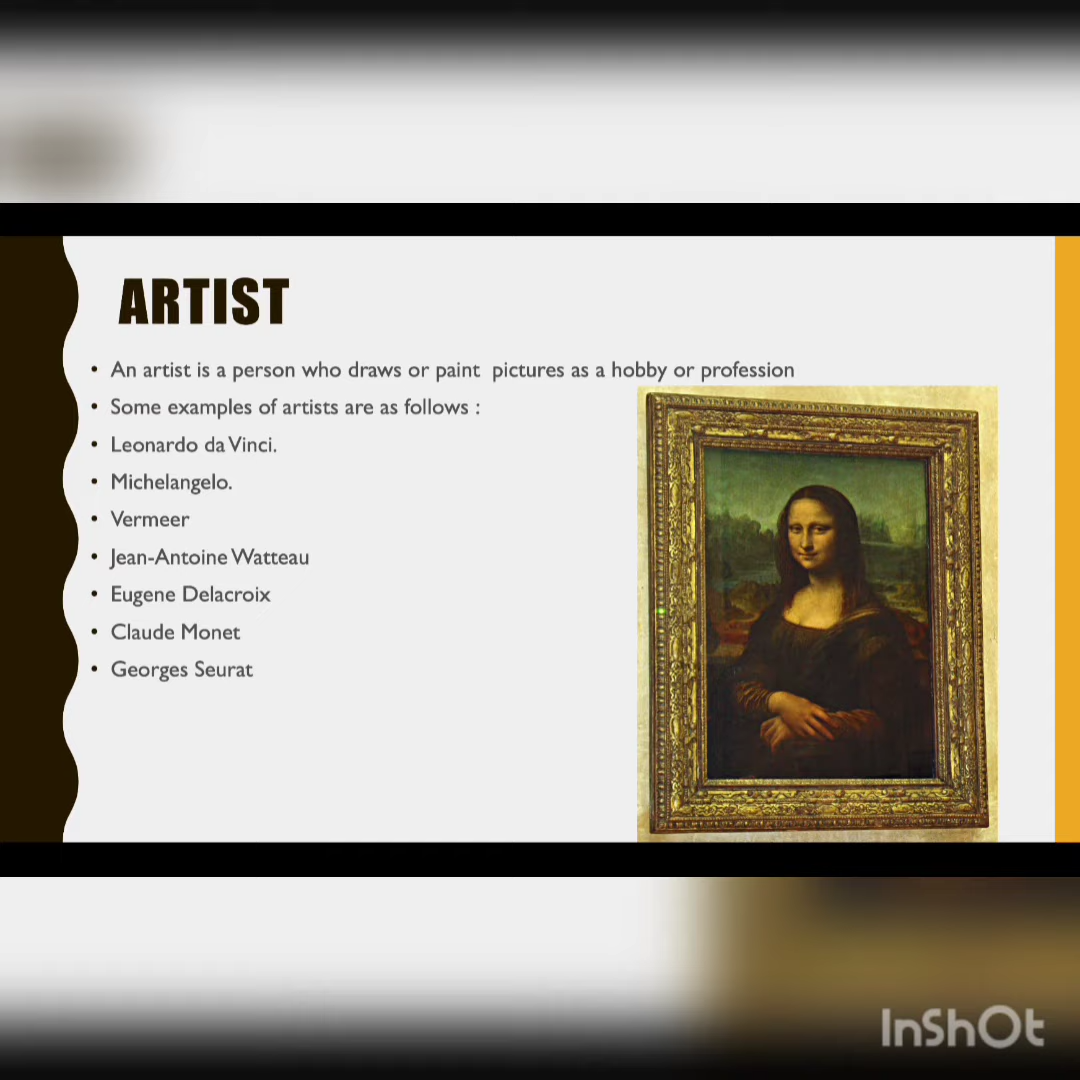 ARTIST
• An artist is a person who draws or paint pictures as a hobby or profession
• Some examples of artists are as follows :
• Leonardo da Vinci.
• Michelangelo.
• Vermeer
• Jean-Antoine Watteau
• Eugene Delacroix
• Claude Monet
• Georges Seurat
InShOt